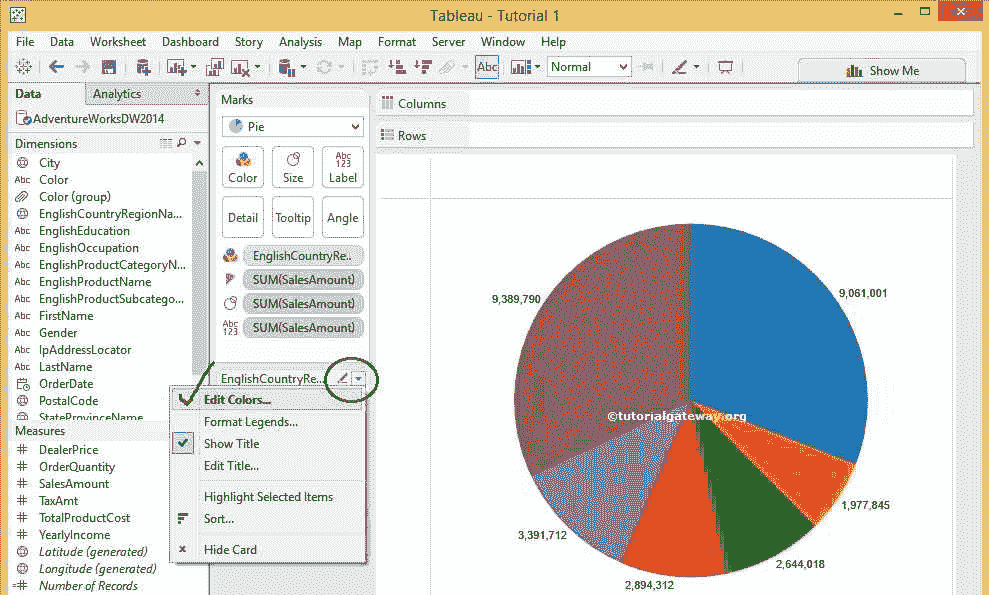 Tableau - Tutorial 1
File Data Worksheet Dashboard Story Analysis Map Format Server Window Help
Abc Normal Show Me
Data Analytics
AdventureWorksDW2014
Dimensions
City
Abc Color
Color (group)
EnglishCountryRegionNa...
Abc EnglishEducation
Abc EnglishOccupation
Abc EnglishProductCategoryN...
Abc EnglishProductName
Abc EnglishProductSubcatego...
Abc FirstName
Abc Gender
Abc IpAddressLocator
Abc LastName
OrderDate
PostalCode
StateProvinceName
Measures
# DealerPrice
# OrderQuantity
# SalesAmount
# TaxAmt
# TotalProductCost
# YearlyIncome
Latitude (generated)
Longitude (generated)
=# Number of Records
Marks
Pie
Color Size Abc 123 Label
Detail Tooltip Angle
EnglishCountryRe..
SUM(SalesAmount)
SUM(SalesAmount)
Abc 123 SUM(SalesAmount)
EnglishCountryRe...
Edit Colors...
Format Legends...
Show Title
Edit Title...
Highlight Selected Items
Sort...
Hide Card
Columns
Rows
9,389,790
9,061,001
©tutorialgateway.org
1,977,845
3,391,712
2,644,018
2,894,312